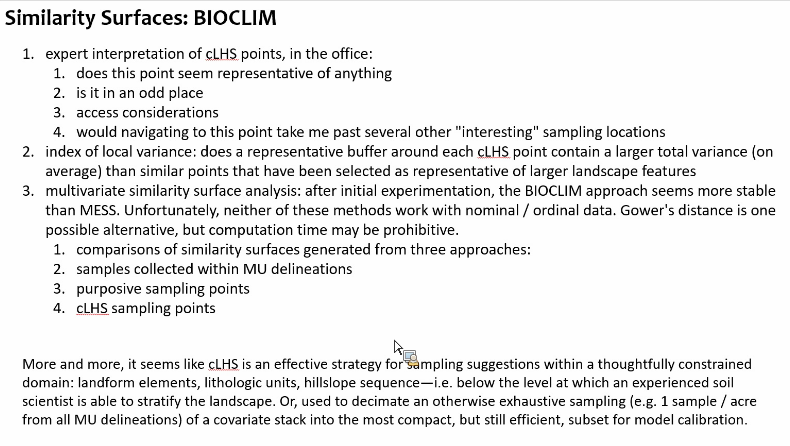 Similarity Surfaces: BIOCLIM
1. expert interpretation of cLHS points, in the office:
1. does this point seem representative of anything
2. is it in an odd place
3. access considerations
4. would navigating to this point take me past several other "interesting" sampling locations
2. index of local variance: does a representative buffer around each cLHS point contain a larger total variance (on
average) than similar points that have been selected as representative of larger landscape features
3. multivariate similarity surface analysis: after initial experimentation, the BIOCLIM approach seems more stable
than MESS. Unfortunately, neither of these methods work with nominal / ordinal data. Gower's distance is one
possible alternative, but computation time may be prohibitive.
1. comparisons of similarity surfaces generated from three approaches:
2. samples collected within MU delineations
3. purposive sampling points
4. cLHS sampling points
More and more, it seems like cLHS is an effective strategy for sampling suggestions within a thoughtfully constrained
domain: landform elements, lithologic units, hillslope sequence—i.e. below the level at which an experienced soil
scientist is able to stratify the landscape. Or, used to decimate an otherwise exhaustive sampling (e.g. 1 sample / acre
from all MU delineations) of a covariate stack into the most compact, but still efficient, subset for model calibration.